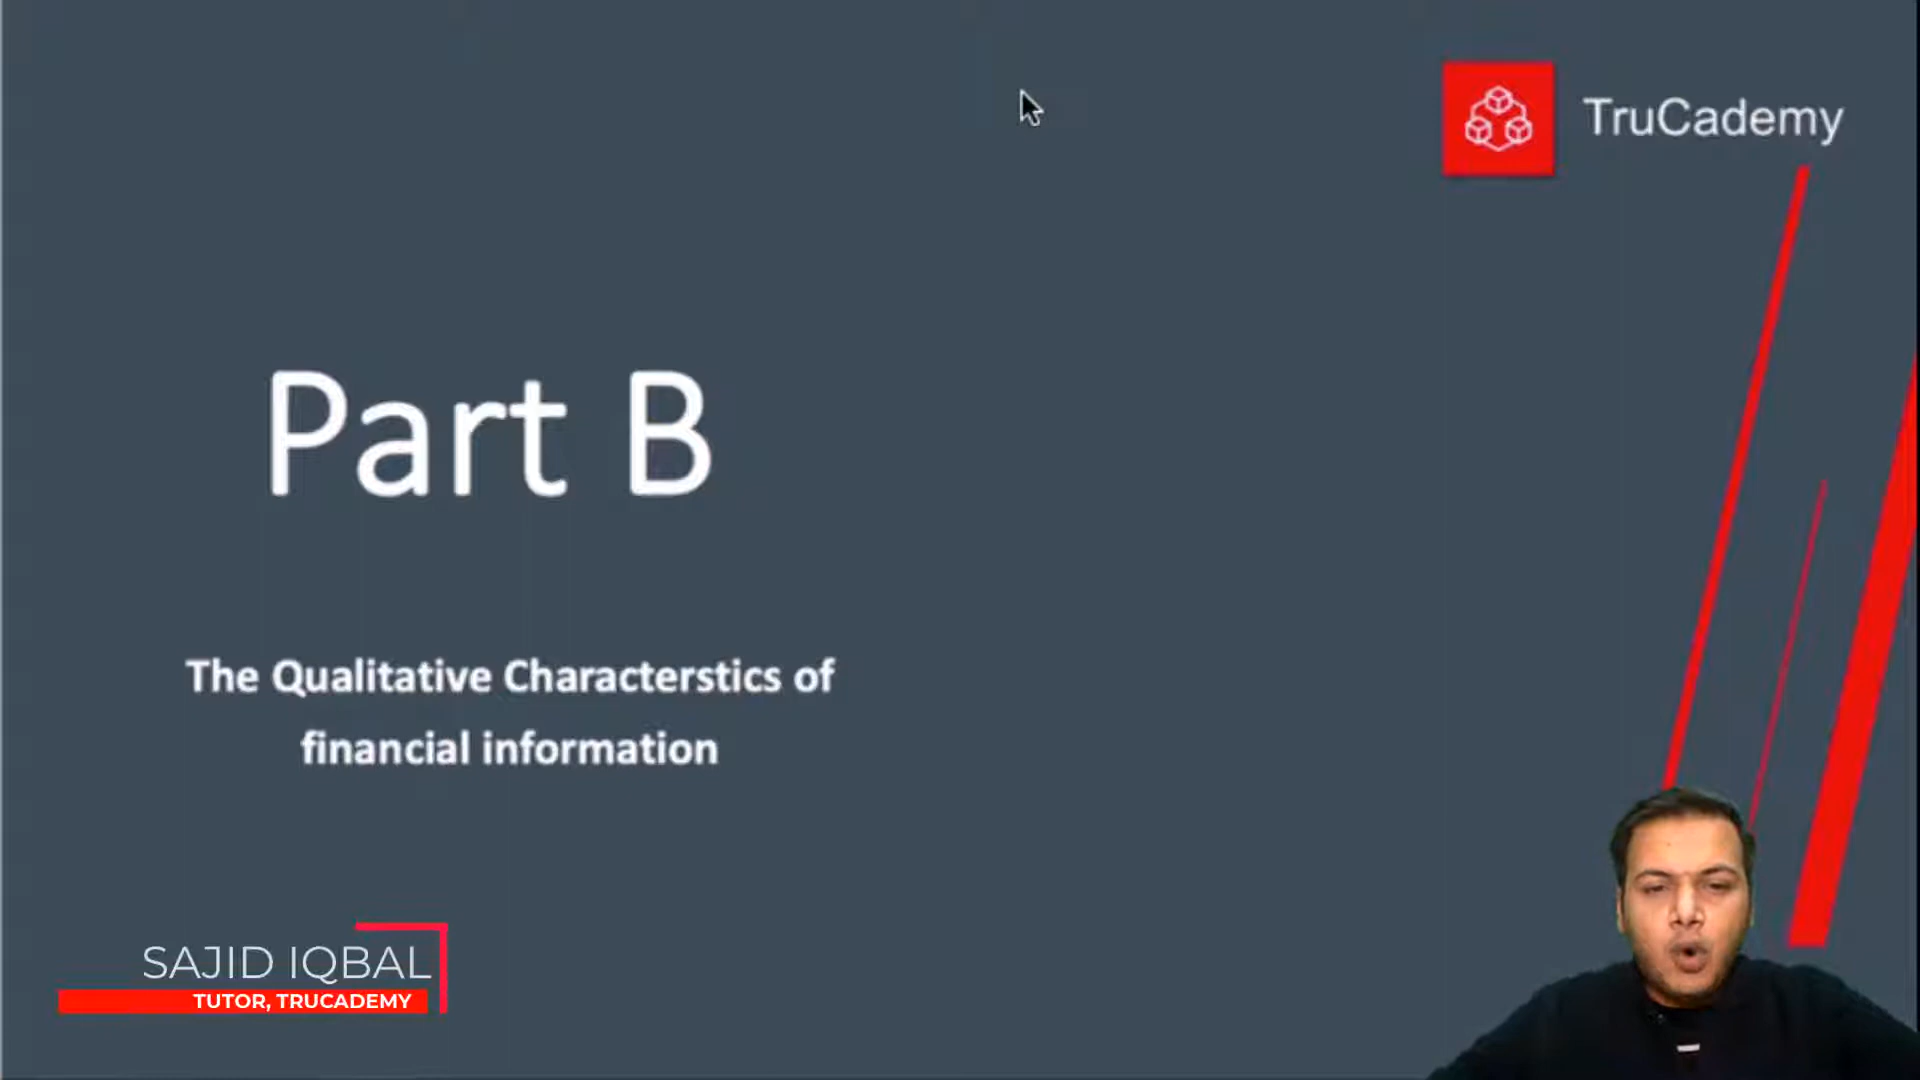 TruCademy
Part B
The Qualitative Characterstics of
financial information
SAJID IQBAL
TUTOR, TRUCADEMY